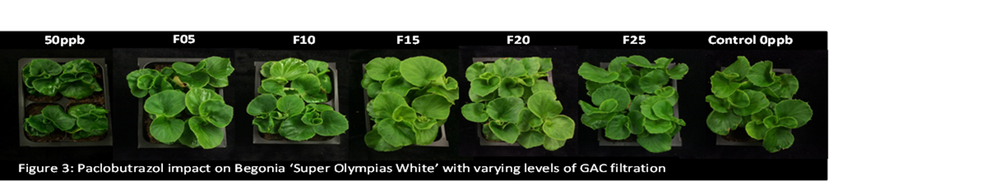 50ppb F05 F10 F15 F20 F25 Control 0ppb
Figure 3: Paclobutrazol impact on Begonia ‘Super Olympias White’ with varying levels of GAC filtration